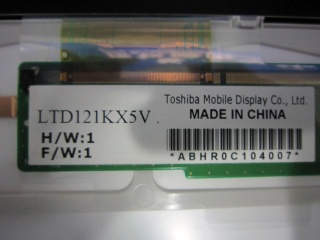 Toshiba Mobile Display Co., Ltd.
LTD121KX5V.
MADE IN CHINA
H/W:1
F/W:1
*ABHR0C104007*